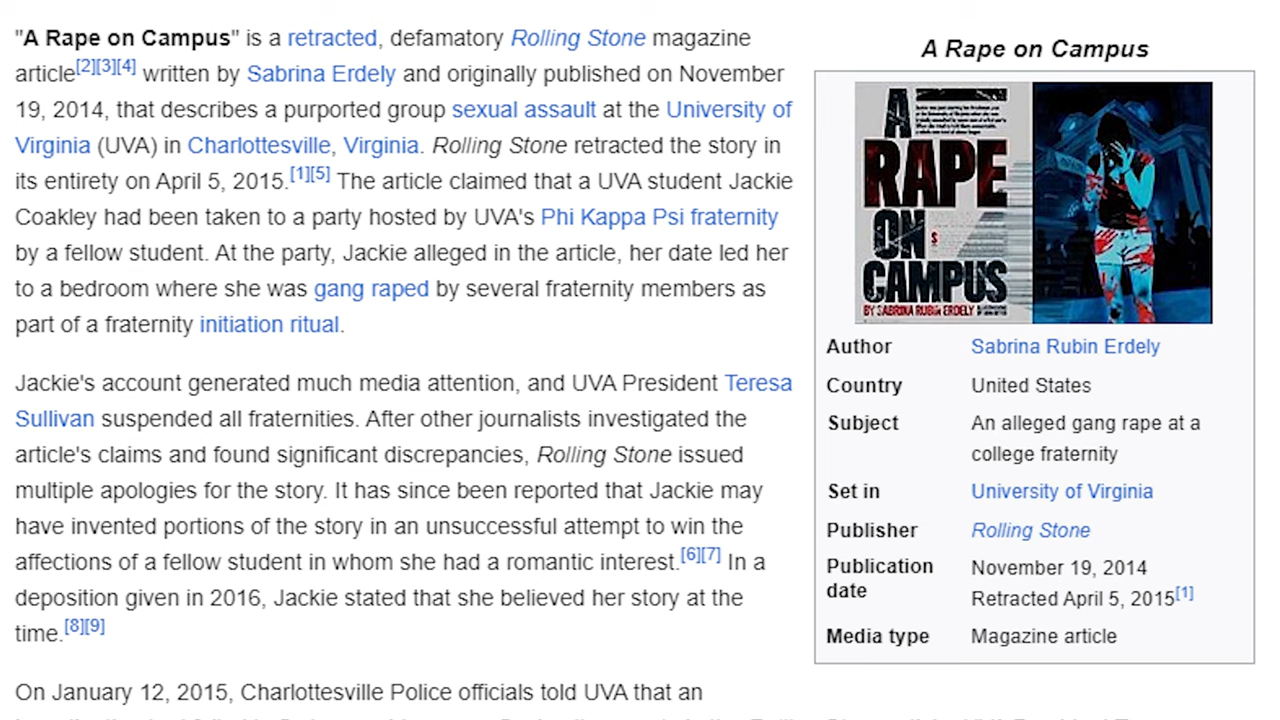 "A Rape on Campus" is a retracted, defamatory Rolling Stone magazine
article[2][3][4] written by Sabrina Erdely and originally published on November
19, 2014, that describes a purported group sexual assault at the University of
Virginia (UVA) in Charlottesville, Virginia. Rolling Stone retracted the story in
its entirety on April 5, 2015.[1][5] The article claimed that a UVA student Jackie
Coakley had been taken to a party hosted by UVA's Phi Kappa Psi fraternity
by a fellow student. At the party, Jackie alleged in the article, her date led her
to a bedroom where she was gang raped by several fraternity members as
part of a fraternity initiation ritual.
Jackie's account generated much media attention, and UVA President Teresa
Sullivan suspended all fraternities. After other journalists investigated the
article's claims and found significant discrepancies, Rolling Stone issued
multiple apologies for the story. It has since been reported that Jackie may
have invented portions of the story in an unsuccessful attempt to win the
affections of a fellow student in whom she had a romantic interest.[6][7] In a
deposition given in 2016, Jackie stated that she believed her story at the
time.[8][9]
On January 12, 2015, Charlottesville Police officials told UVA that an
A Rape on Campus
A
RAPE
ON
CAMPUS
BY SABRINA RUBIN ERDELY
Author Sabrina Rubin Erdely
Country United States
Subject An alleged gang rape at a
college fraternity
Set in University of Virginia
Publisher Rolling Stone
Publication date November 19, 2014
Retracted April 5, 2015[1]
Media type Magazine article